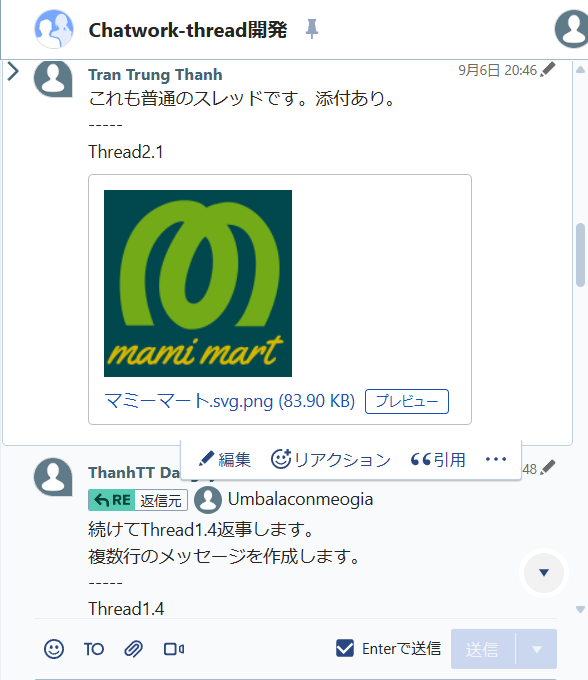 Chatwork-thread開発
Tran Trung Thanh
9月6日 20:46
これも普通のスレッドです。添付あり。
-----
Thread2.1
mami mart
マミーマート.svg.png (83.90 KB)
プレビュー
編集
リアクション
引用
ThanhTT
48
RE 返信元 Umbalaconmeogia
続けてThread1.4返事します。
複数行のメッセージを作成します。
-----
Thread1.4
TO
Enterで送信
送信